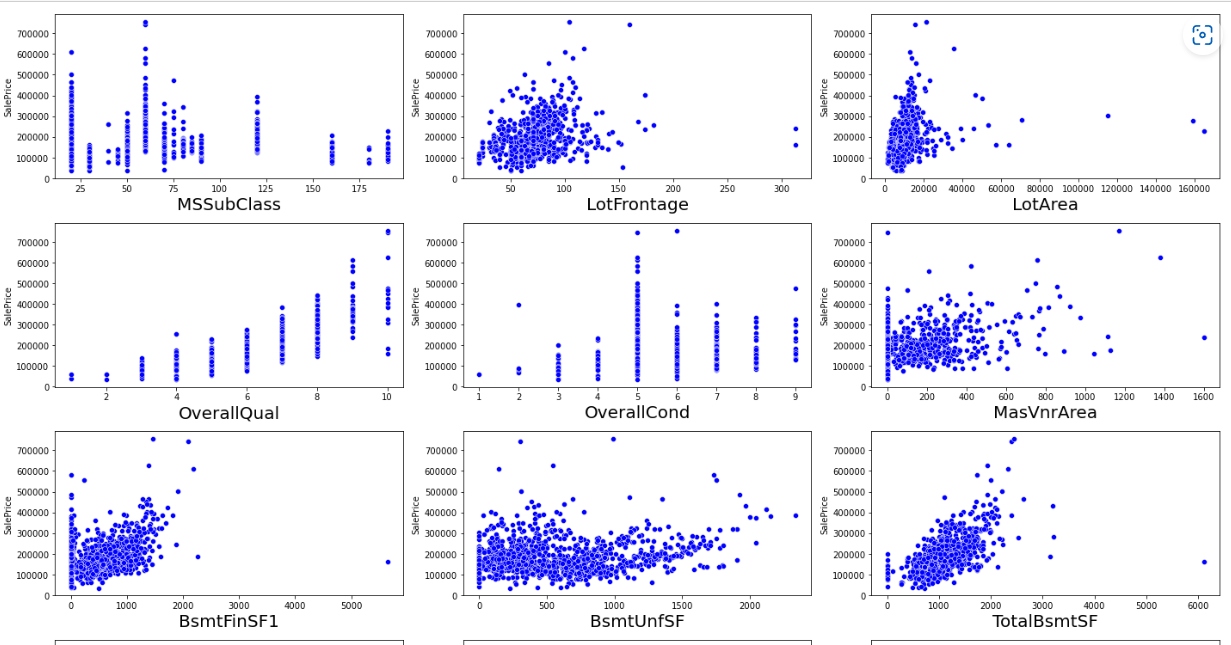 SalePrice
700000
600000
500000
400000
300000
200000
100000
0
25 50 75 100 125 150 175
MSSubClass
SalePrice
700000
600000
500000
400000
300000
200000
100000
0
50 100 150 200 250 300
LotFrontage
SalePrice
700000
600000
500000
400000
300000
200000
100000
0
0 20000 40000 60000 80000 100000 120000 140000 160000
LotArea
SalePrice
700000
600000
500000
400000
300000
200000
100000
0
2 4 6 8 10
OverallQual
SalePrice
700000
600000
500000
400000
300000
200000
100000
0
1 2 3 4 5 6 7 8 9
OverallCond
SalePrice
700000
600000
500000
400000
300000
200000
100000
0
0 200 400 600 800 1000 1200 1400 1600
MasVnrArea
SalePrice
700000
600000
500000
400000
300000
200000
100000
0
0 1000 2000 3000 4000 5000
BsmtFinSF1
SalePrice
700000
600000
500000
400000
300000
200000
100000
0
0 500 1000 1500 2000
BsmtUnfSF
SalePrice
700000
600000
500000
400000
300000
200000
100000
0
0 1000 2000 3000 4000 5000 6000
TotalBsmtSF